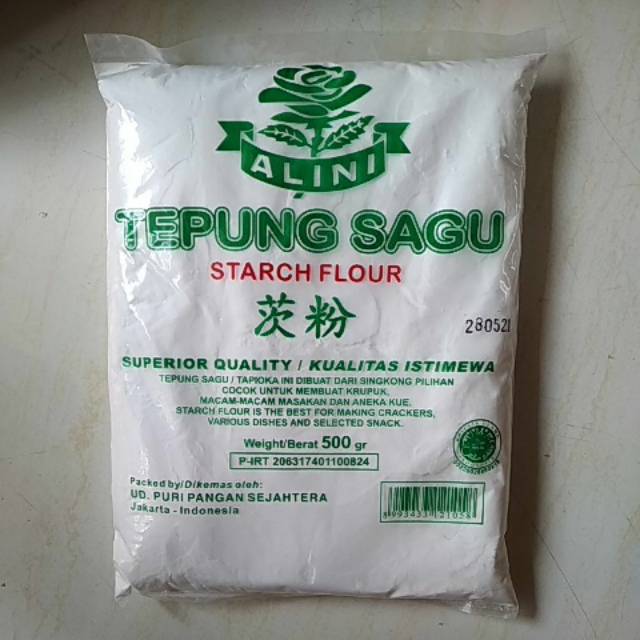 ALINI
TEPUNG SAGU
STARCH FLOUR
茨粉
280521
SUPERIOR QUALITY / KUALITAS ISTIMEWA
TEPUNG SAGU / TAPIOKA INI DIBUAT DARI SINGKONG PILIHAN
COCOK UNTUK MEMBUAT KRUPUK,
MACAM-MACAM MASAKAN DAN ANEKA KUE.
STARCH FLOUR IS THE BEST FOR MAKING CRACKERS,
VARIOUS DISHES AND SELECTED SNACK.
Weight/Berat 500 gr
P-IRT 206317401100824
Packed by/Dikemas oleh:
UD. PURI PANGAN SEJAHTERA
Jakarta - Indonesia
8993433121058